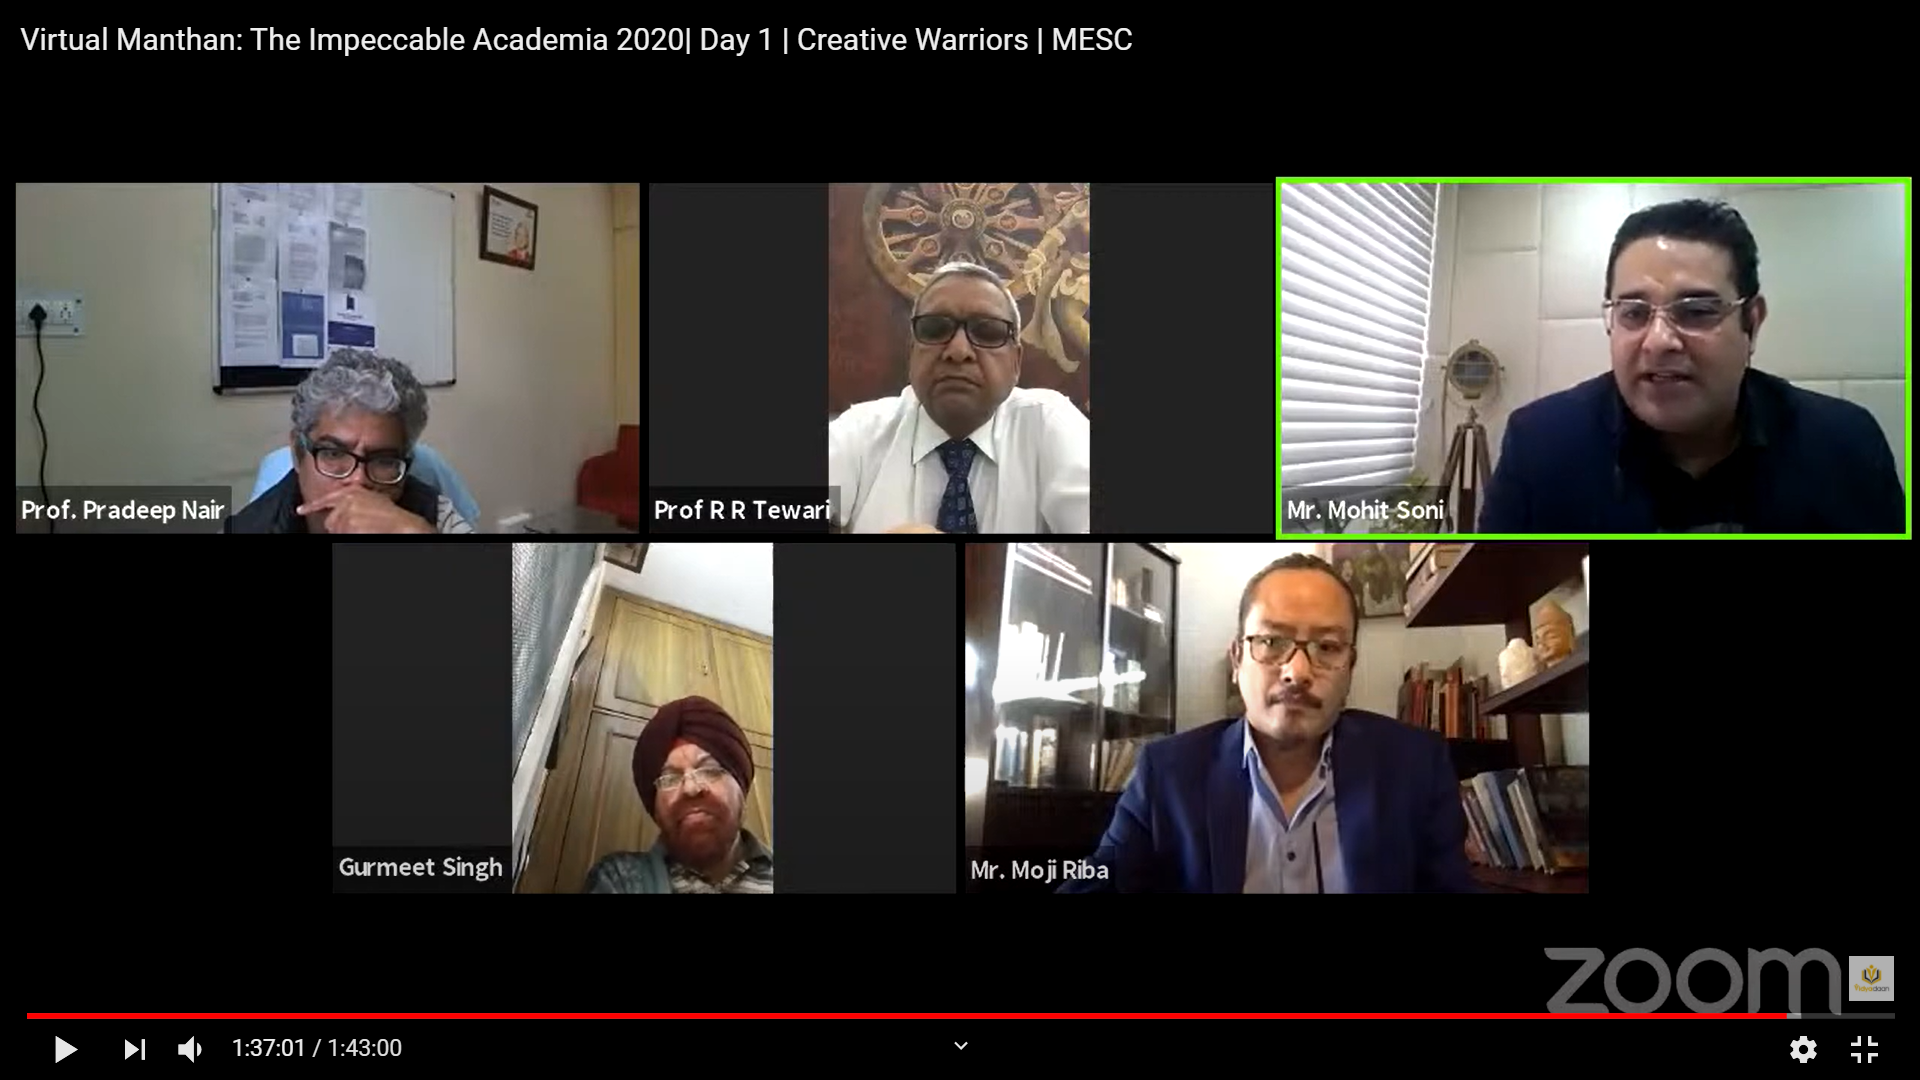 Virtual Manthan: The Impeccable Academia 2020| Day 1 | Creative Warriors | MESC
Prof. Pradeep Nair
Prof R R Tewari
Mr. Mohit Soni
Gurmeet Singh
Mr. Moji Riba
zoom
1:37:01 / 1:43:00